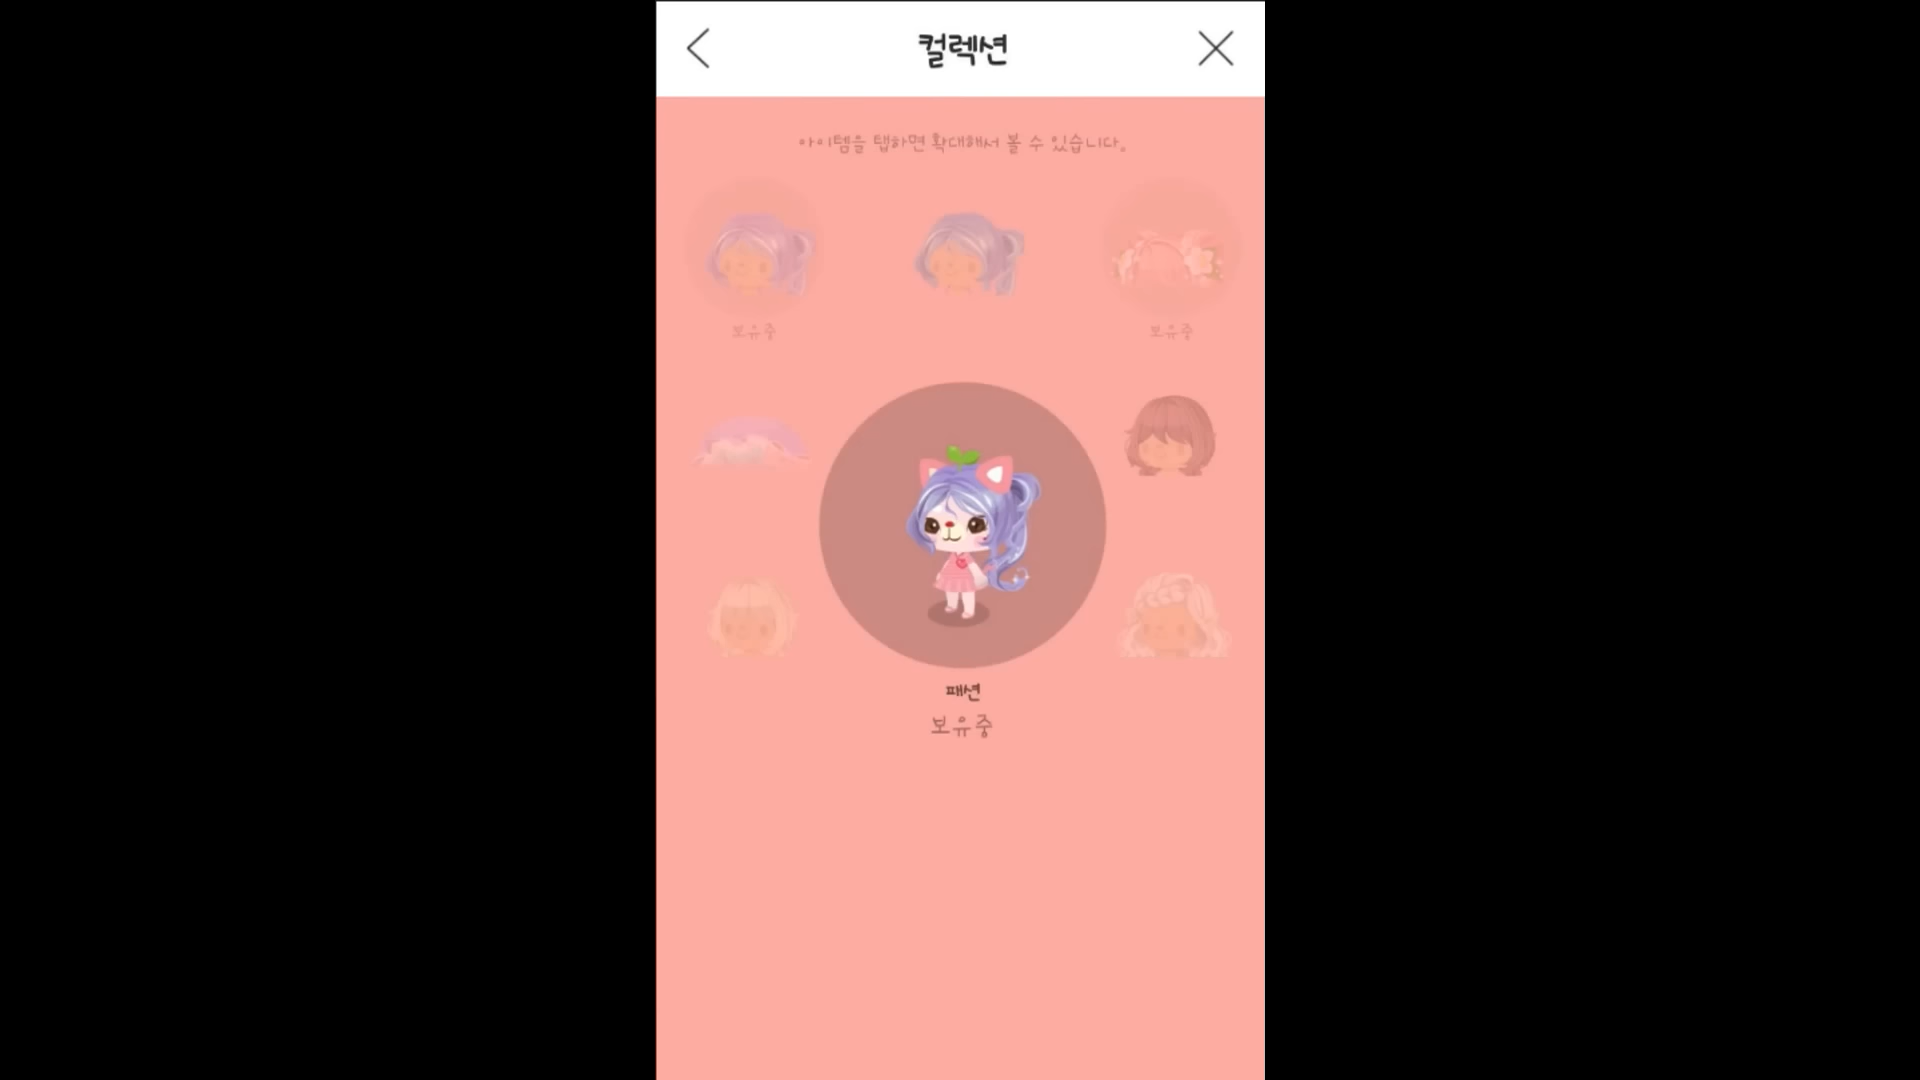 컬렉션
아이템을 탭하면 확대해서 볼 수 있습니다.
보유중 보유중
패션
보유중